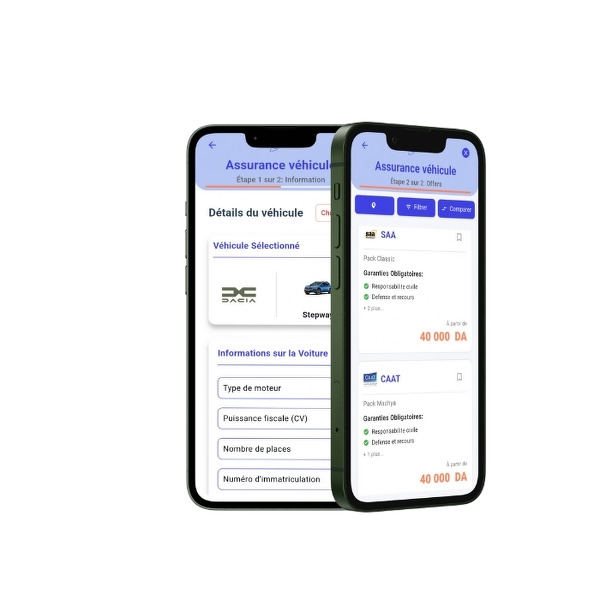 Assurance véhicule
Étape 1 sur 2: Information
Détails du véhicule
Véhicule Sélectionné
DACIA
Stepway
Informations sur la Voiture
Type de moteur
Puissance fiscale (CV)
Nombre de places
Numéro d'immatriculation
Assurance véhicule
Étape 2 sur 2: Offers
Filtrer
Comparer
saa
SAA
Pack Classic
Garanties Obligatoires:
Responsabilite civile
Defense et recours
+ 2 plus...
À partir de
40 000 DA
CAAT
Pack Machya
Garanties Obligatoires:
Responsabilite civile
Defense et recours
+ 1 plus...
À partir de
40 000 DA